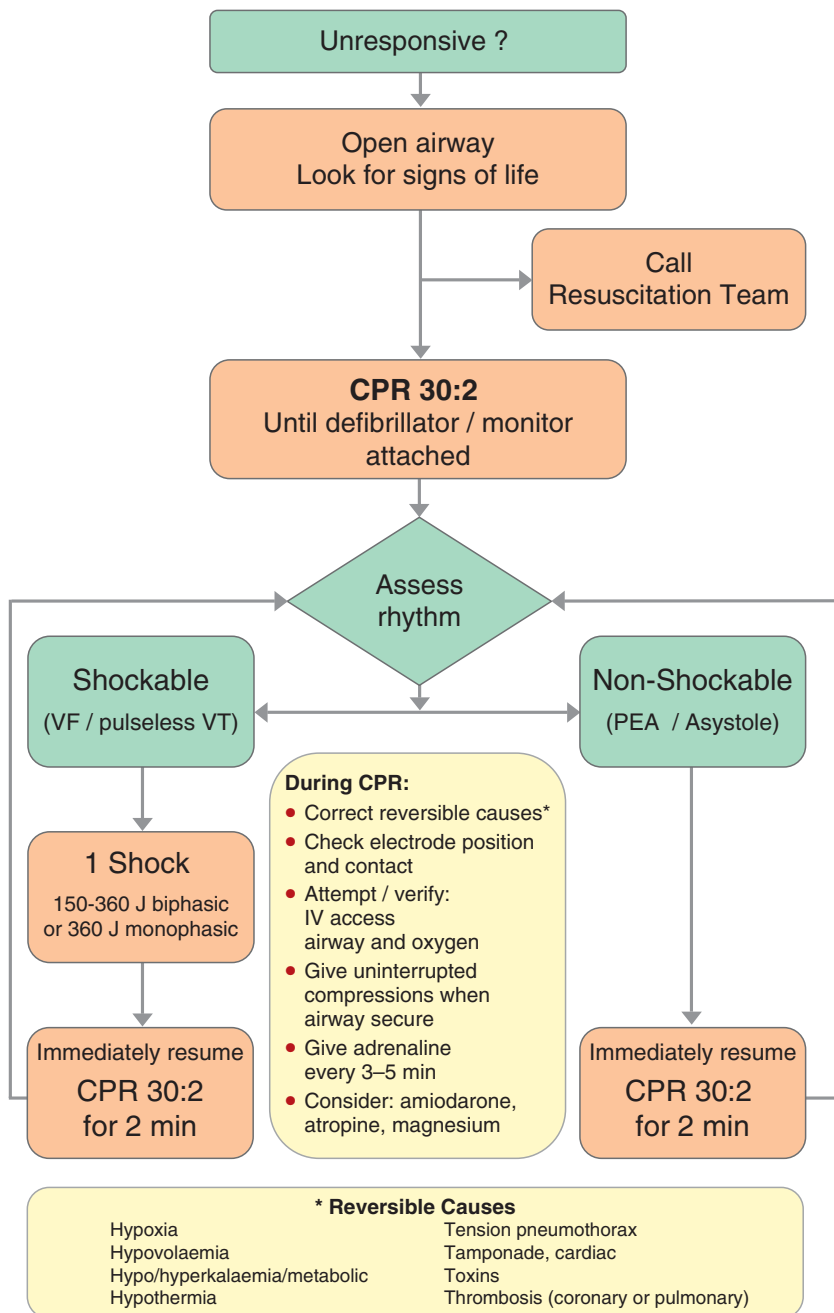 Unresponsive ?
Open airway
Look for signs of life
Call
Resuscitation Team
CPR 30:2
Until defibrillator / monitor
attached
Assess
rhythm
Shockable
(VF / pulseless VT)
Non-Shockable
(PEA / Asystole)
1 Shock
150-360 J biphasic
or 360 J monophasic
Immediately resume
CPR 30:2
for 2 min
During CPR:
• Correct reversible causes*
• Check electrode position
and contact
• Attempt / verify:
IV access
airway and oxygen
• Give uninterrupted
compressions when
airway secure
• Give adrenaline
every 3–5 min
• Consider: amiodarone,
atropine, magnesium
Immediately resume
CPR 30:2
for 2 min
* Reversible Causes
Hypoxia
Hypovolaemia
Hypo/hyperkalaemia/metabolic
Hypothermia
Tension pneumothorax
Tamponade, cardiac
Toxins
Thrombosis (coronary or pulmonary)